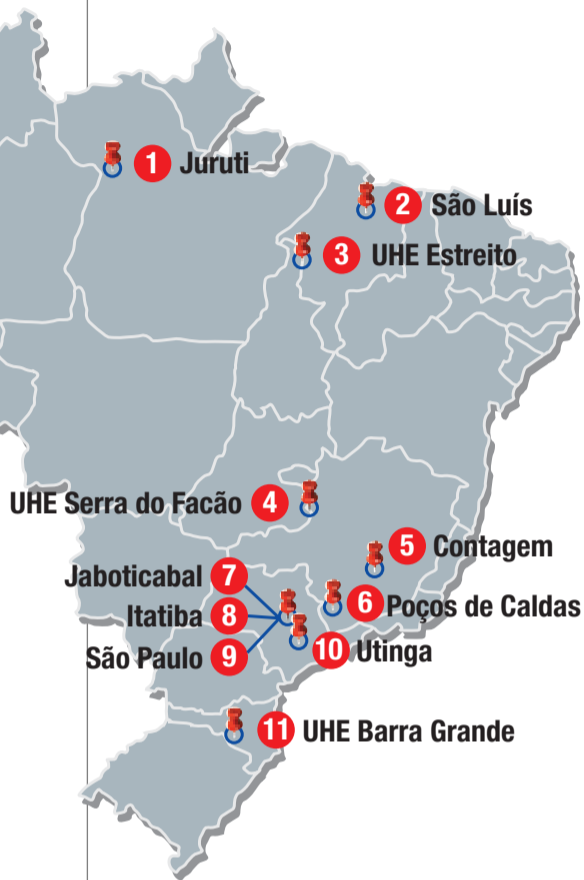 1 Juruti
2 São Luís
3 UHE Estreito
UHE Serra do Facão 4
5 Contagem
Jaboticabal 7
6 Poços de Caldas
Itatiba 8
São Paulo 9
10 Utinga
11 UHE Barra Grande